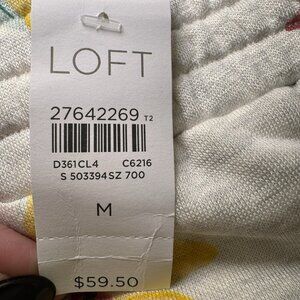 LOFT
27642269 T2
D361CL4 C6216
S 503394SZ 700
M
$59.50